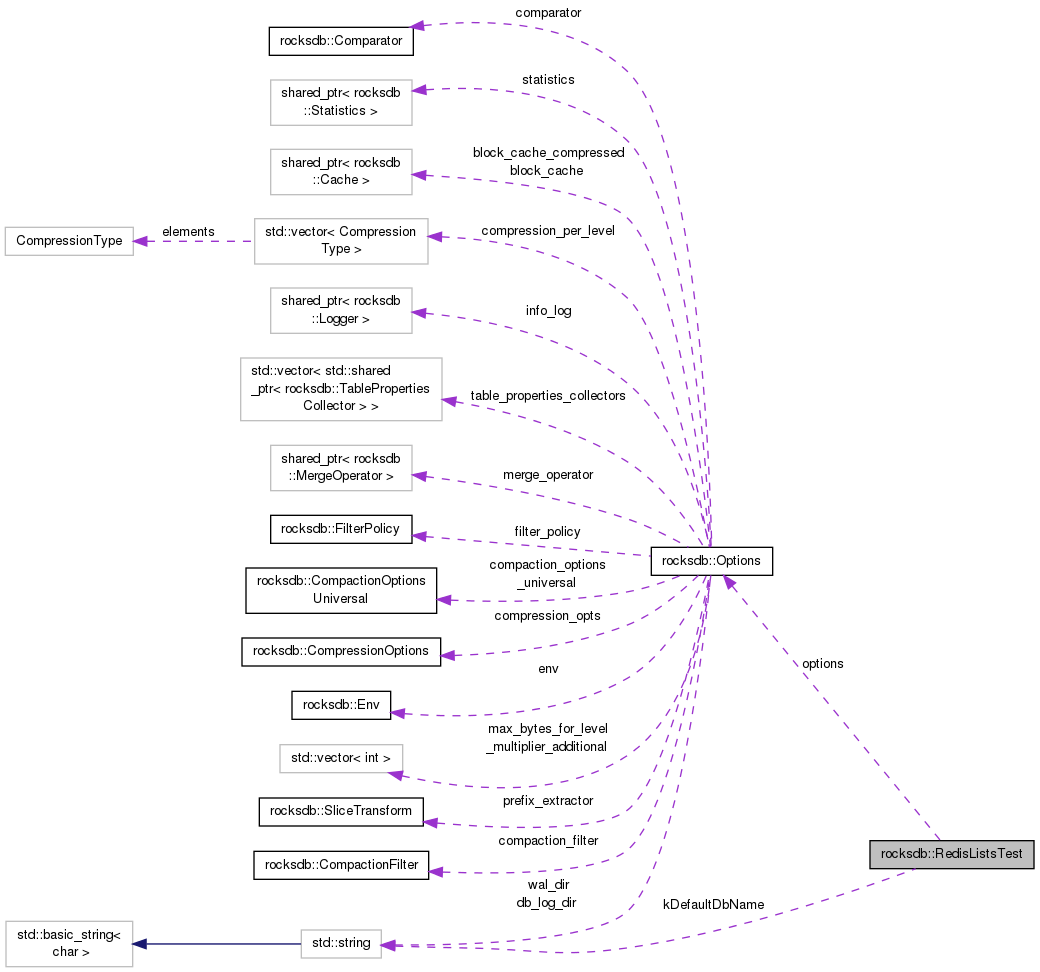 comparator
rocksdb::Comparator
statistics
shared_ptr< rocksdb
::Statistics >
block_cache_compressed
block_cache
shared_ptr< rocksdb
::Cache >
CompressionType
elements
std::vector< Compression
Type >
compression_per_level
shared_ptr< rocksdb
::Logger >
info_log
std::vector< std::shared
_ptr< rocksdb::TableProperties
Collector > >
table_properties_collectors
shared_ptr< rocksdb
::MergeOperator >
merge_operator
rocksdb::FilterPolicy
filter_policy
rocksdb::Options
rocksdb::CompactionOptions
Universal
compaction_options
_universal
rocksdb::CompressionOptions
compression_opts
options
rocksdb::Env
env
std::vector< int >
max_bytes_for_level
_multiplier_additional
rocksdb::SliceTransform
prefix_extractor
rocksdb::CompactionFilter
compaction_filter
rocksdb::RedisListsTest
wal_dir
db_log_dir
kDefaultDbName
std::basic_string<
char >
std::string